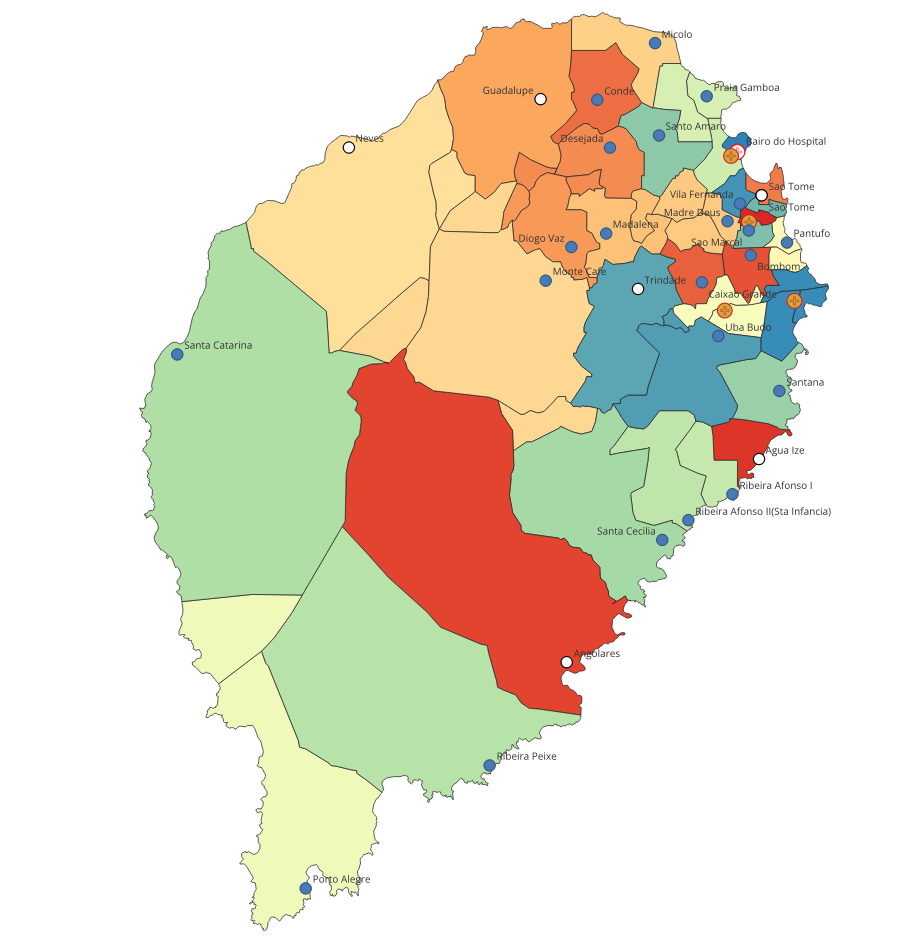 Micolo
Guadalupe
Conde
Praia Gamboa
Neves
Desejada
Santo Amaro
Bairo do Hospital
Vila Fernanda
Sao Tome
Sao Tome
Madre Deus
Madalena
Pantufo
Diogo Vaz
Sao Marcal
Monte Cafe
Trindade
Bombom
Caixao Grande
Uba Budo
Santa Catarina
Santana
Agua Ize
Ribeira Afonso I
Ribeira Afonso II(Sta Infancia)
Santa Cecilia
Angolares
Ribeira Peixe
Porto Alegre